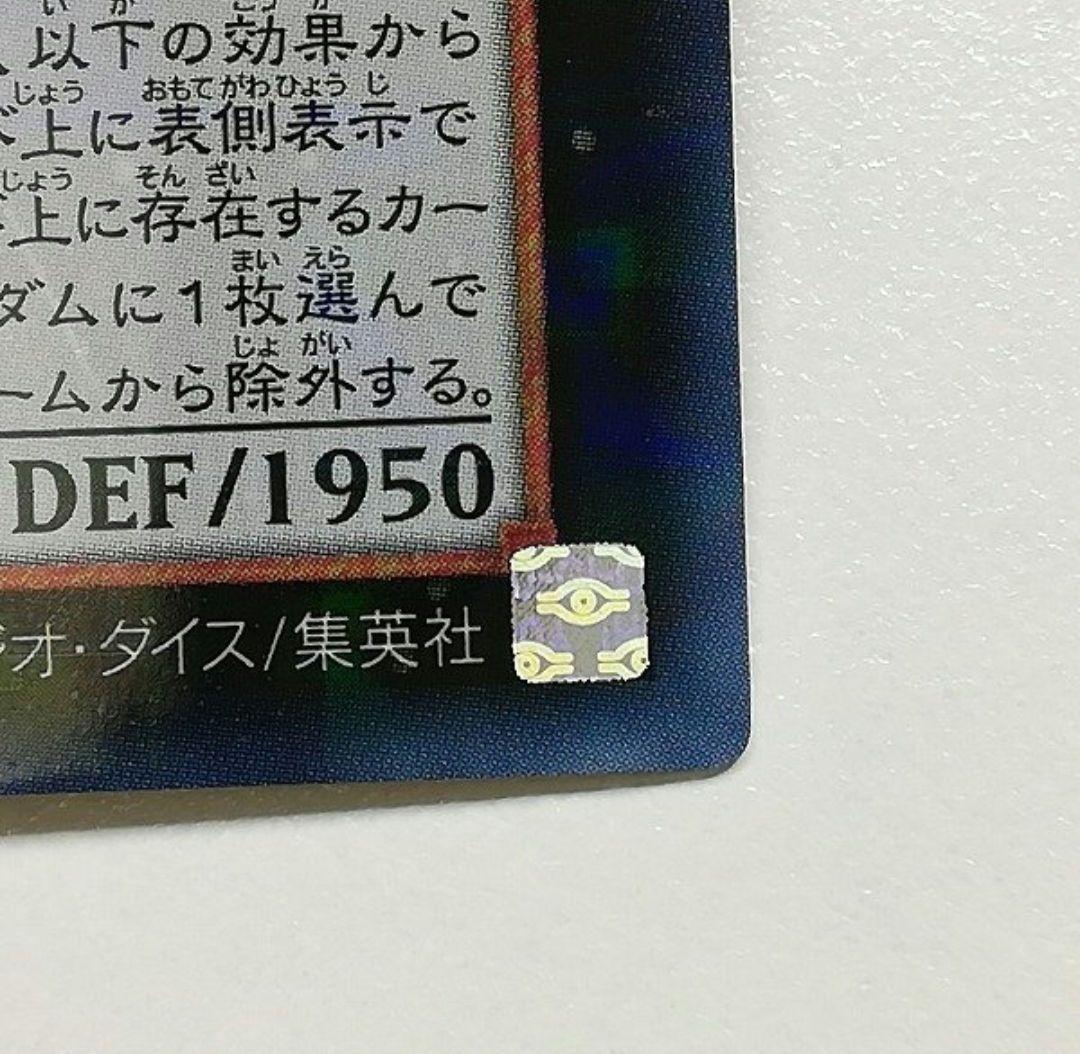 以下の効果から
上に表側表示で
上に存在するカー
ダムに1枚選んで
ームから除外する。
DEF/1950
ジオ・ダイス/集英社